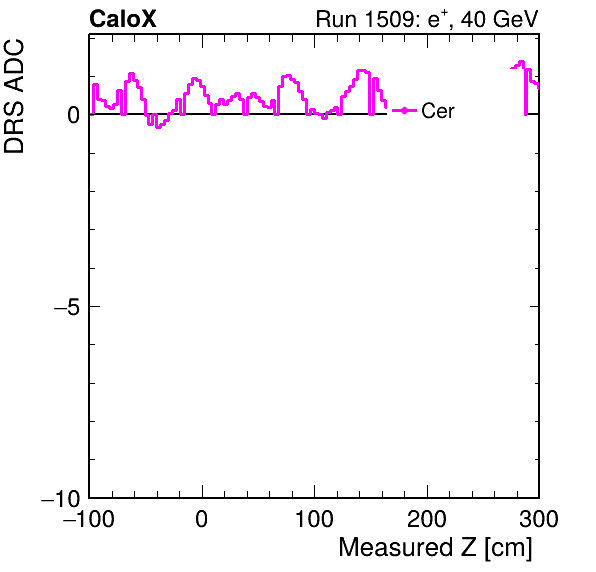 CaloX
Run 1509: e+, 40 GeV
DRS ADC
Cer
0
−5
−10
−100 0 100 200 300
Measured Z [cm]